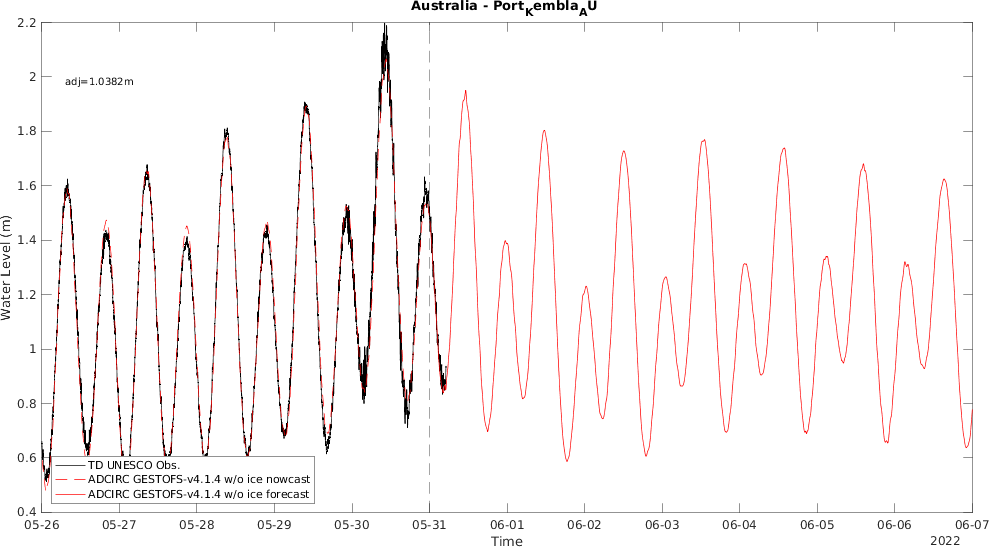 Australia - PortKemblaAU
adj=1.0382m
Water Level (m)
2.2
2
1.8
1.6
1.4
1.2
1
0.8
0.6
0.4
TD UNESCO Obs.
ADCIRC GESTOFS-v4.1.4 w/o ice nowcast
ADCIRC GESTOFS-v4.1.4 w/o ice forecast
05-26 05-27 05-28 05-29 05-30 05-31 06-01 06-02 06-03 06-04 06-05 06-06 06-07
Time
2022